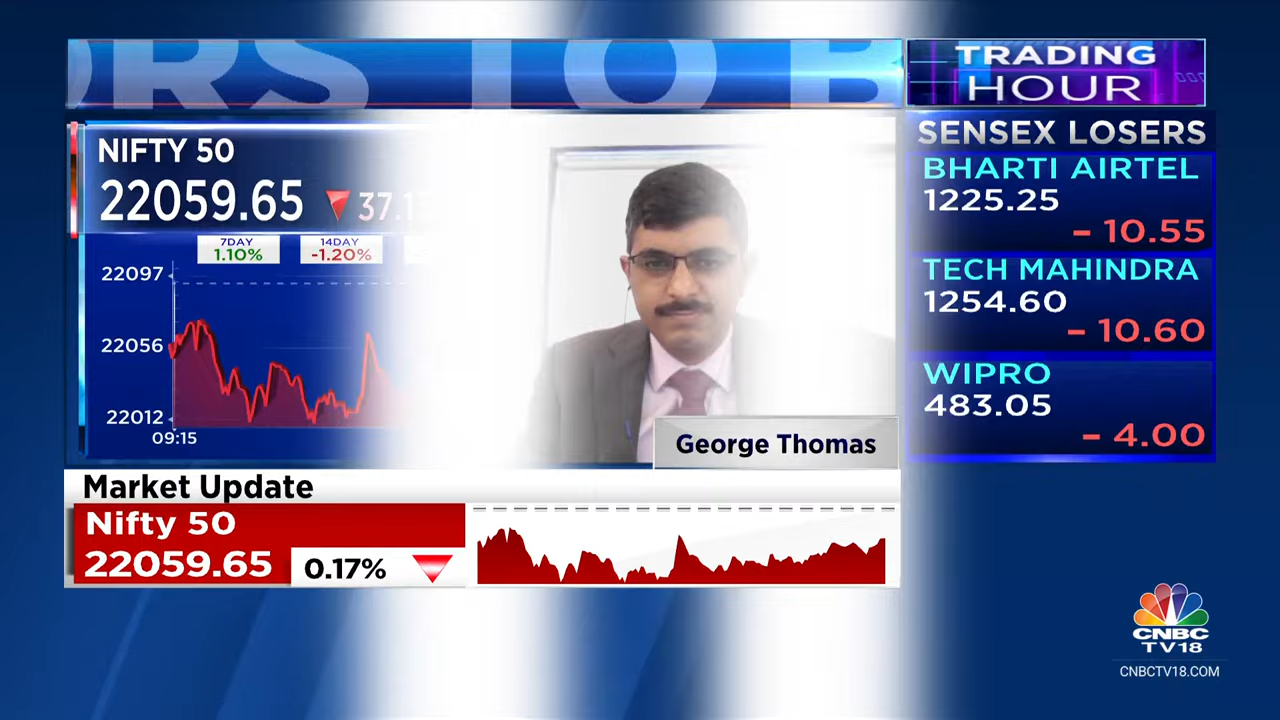 ORS TO B
TRADING
HOUR
SENSEX LOSERS
BHARTI AIRTEL
1225.25
– 10.55
TECH MAHINDRA
1254.60
– 10.60
WIPRO
483.05
– 4.00
NIFTY 50
22059.65
7DAY
1.10%
14DAY
-1.20%
22097
22056
22012
09:15
George Thomas
Market Update
Nifty 50
22059.65
0.17%
CNBC
TV18
CNBCTV18.COM